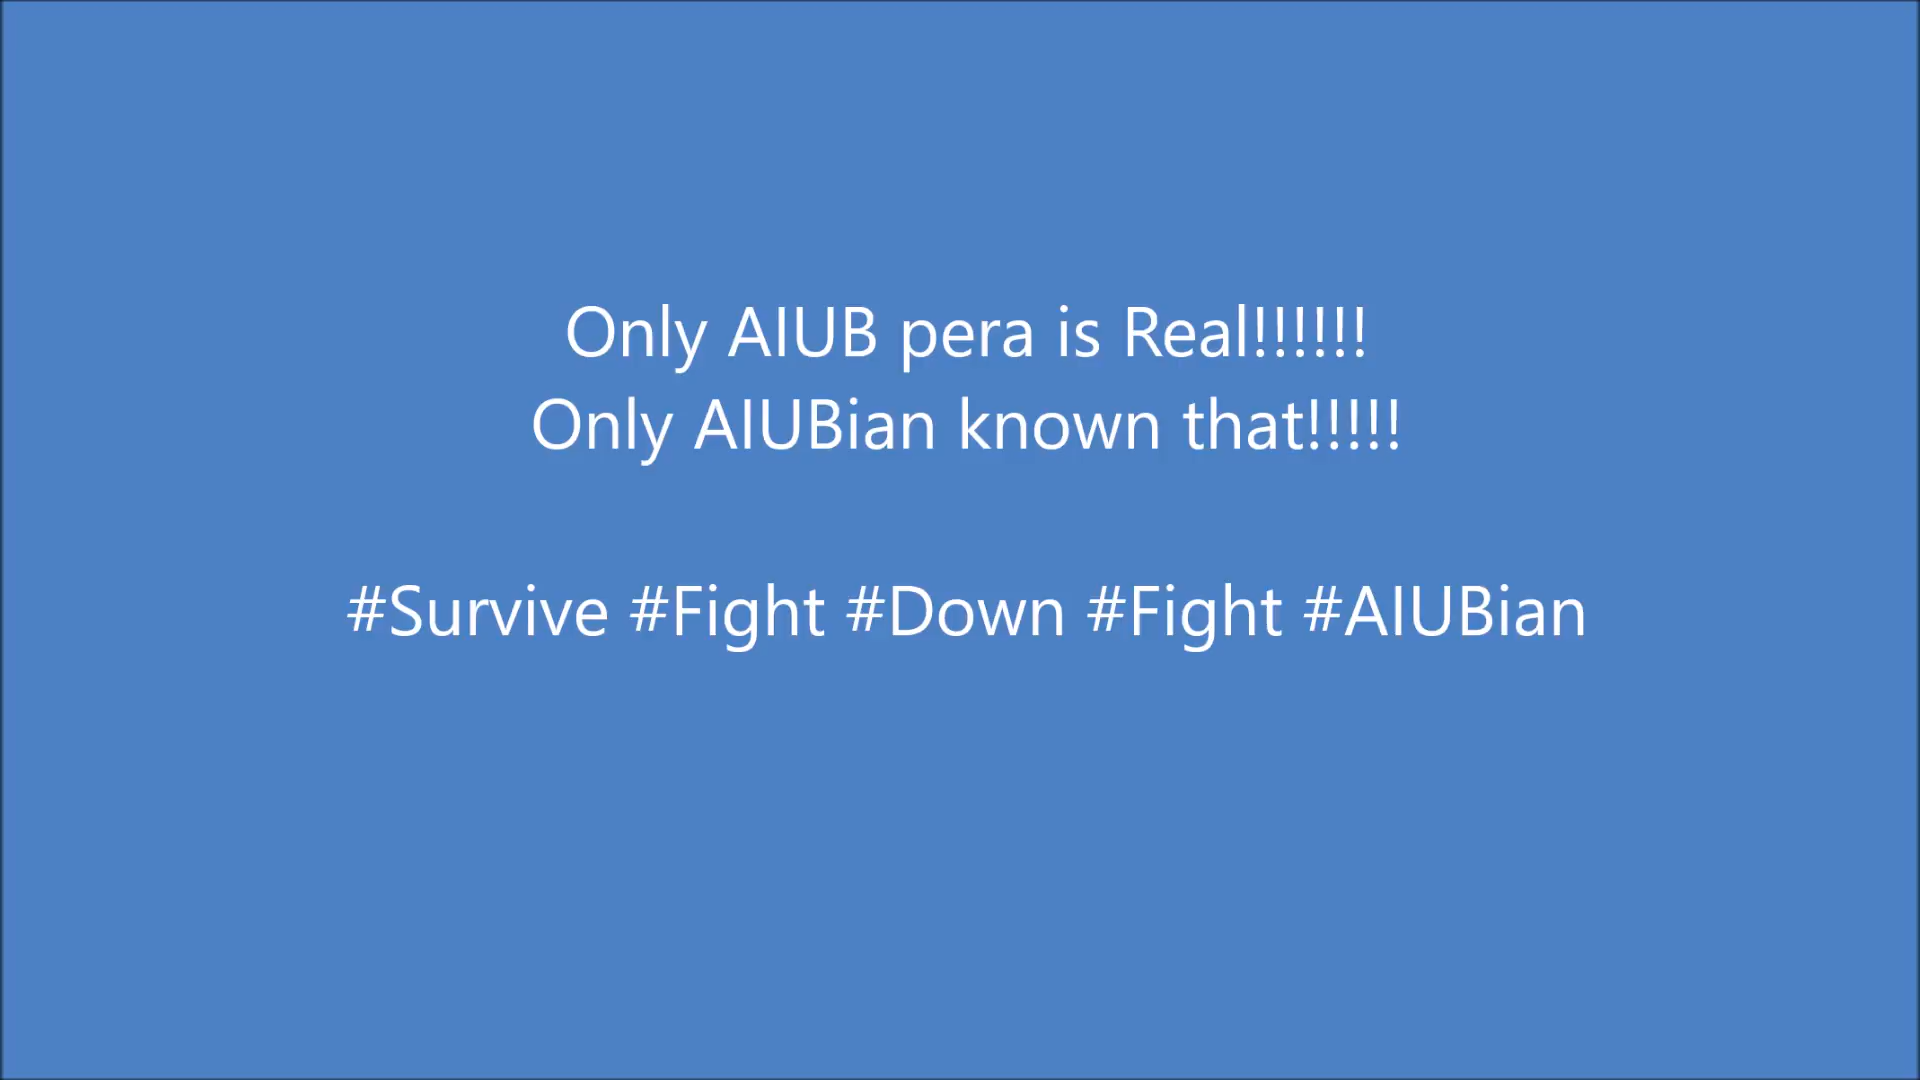 Only AIUB pera is Real!!!!!!
Only AIUBian known that!!!!!
#Survive #Fight #Down #Fight #AIUBian